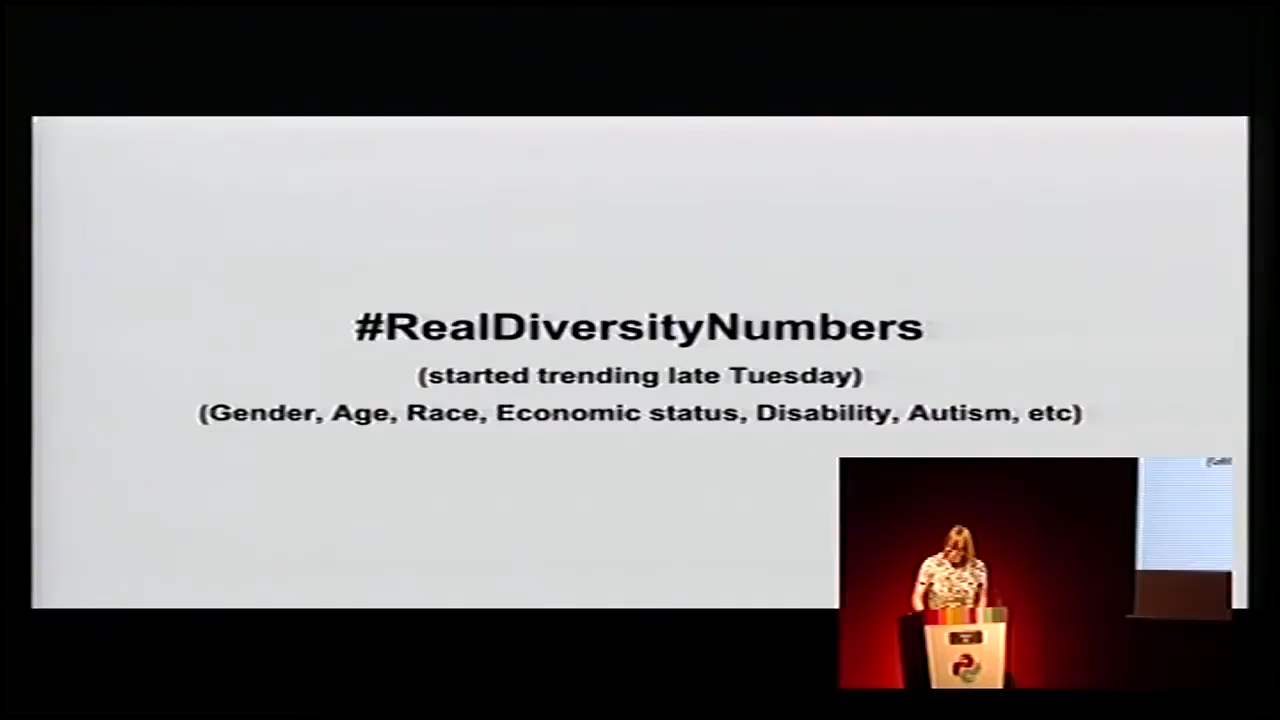 #RealDiversityNumbers
(started trending late Tuesday)
(Gender, Age, Race, Economic status, Disability, Autism, etc)